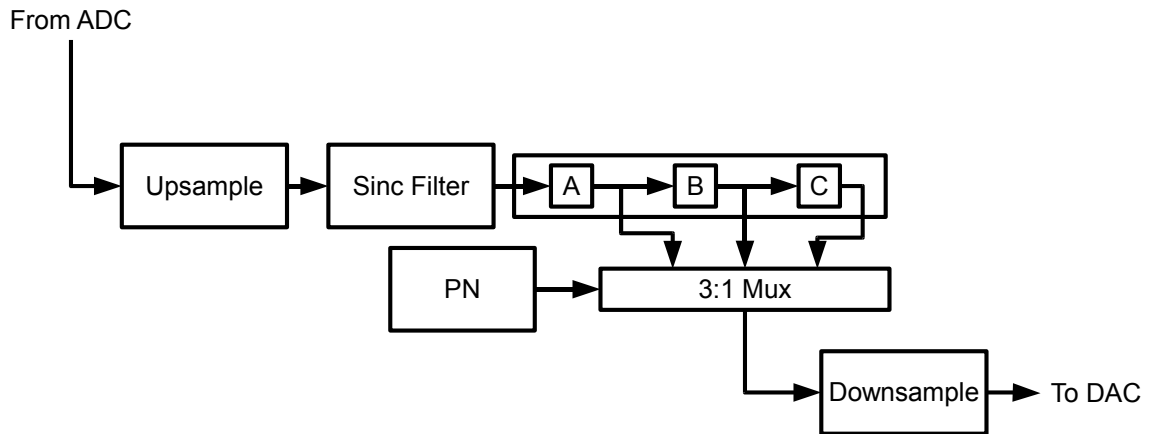 From ADC
Upsample
Sinc Filter
A
B
C
PN
3:1 Mux
Downsample
To DAC